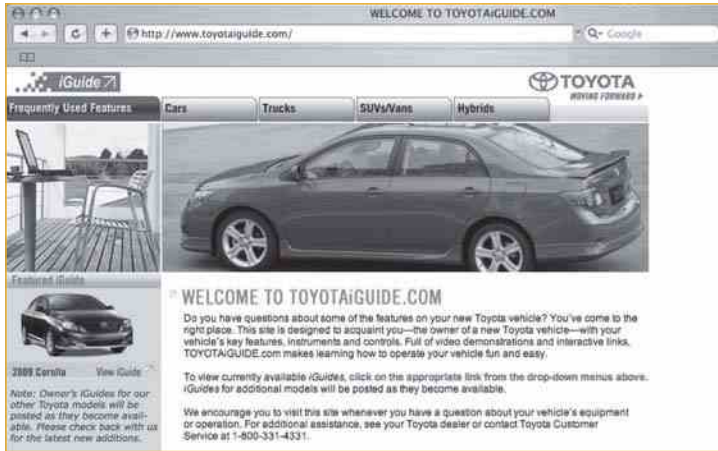 WELCOME TO TOYOTAiGUIDE.COM
http://www.toyotaiguide.com/
Google
iGuide
TOYOTA
MOVING FORWARD
Frequently Used Features
Cars
Trucks
SUVs/Vans
Hybrids
Featured iGuide
WELCOME TO TOYOTAiGUIDE.COM
Do you have questions about some of the features on your new Toyota vehicle? You've come to the
right place. This site is designed to acquaint you—the owner of a new Toyota vehicle—with your
vehicle's key features, instruments and controls. Full of video demonstrations and interactive links,
TOYOTAiGUIDE.com makes learning how to operate your vehicle fun and easy.
To view currently available iGuides, click on the appropriate link from the drop-down menus above.
iGuides for additional models will be posted as they become available.
We encourage you to visit this site whenever you have a question about your vehicle's equipment
or operation. For additional assistance, see your Toyota dealer or contact Toyota Customer
Service at 1-800-331-4331.
2009 Corolla
View iGuide
Note: Owner's iGuides for our
other Toyota models will be
posted as they become avail-
able. Please check back with us
for the latest new additions.